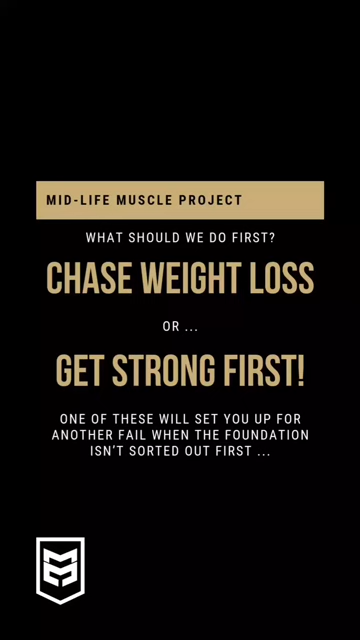 MID-LIFE MUSCLE PROJECT
WHAT SHOULD WE DO FIRST?
CHASE WEIGHT LOSS
OR ...
GET STRONG FIRST!
ONE OF THESE WILL SET YOU UP FOR
ANOTHER FAIL WHEN THE FOUNDATION
ISN'T SORTED OUT FIRST ...